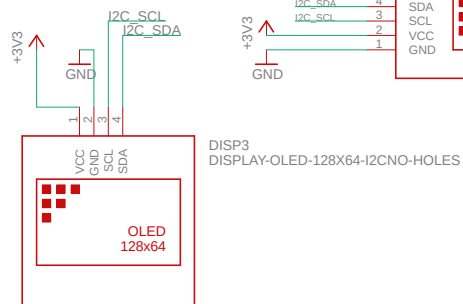 I2C_SCL
I2C_SDA
+3V3
GND
1
2
3
4
VCC
GND
SCL
SDA
OLED
128x64
DISP3
DISPLAY-OLED-128X64-I2CNO-HOLES
I2C_SDA
I2C_SCL
+3V3
GND
4
3
2
1
SDA
SCL
VCC
GND